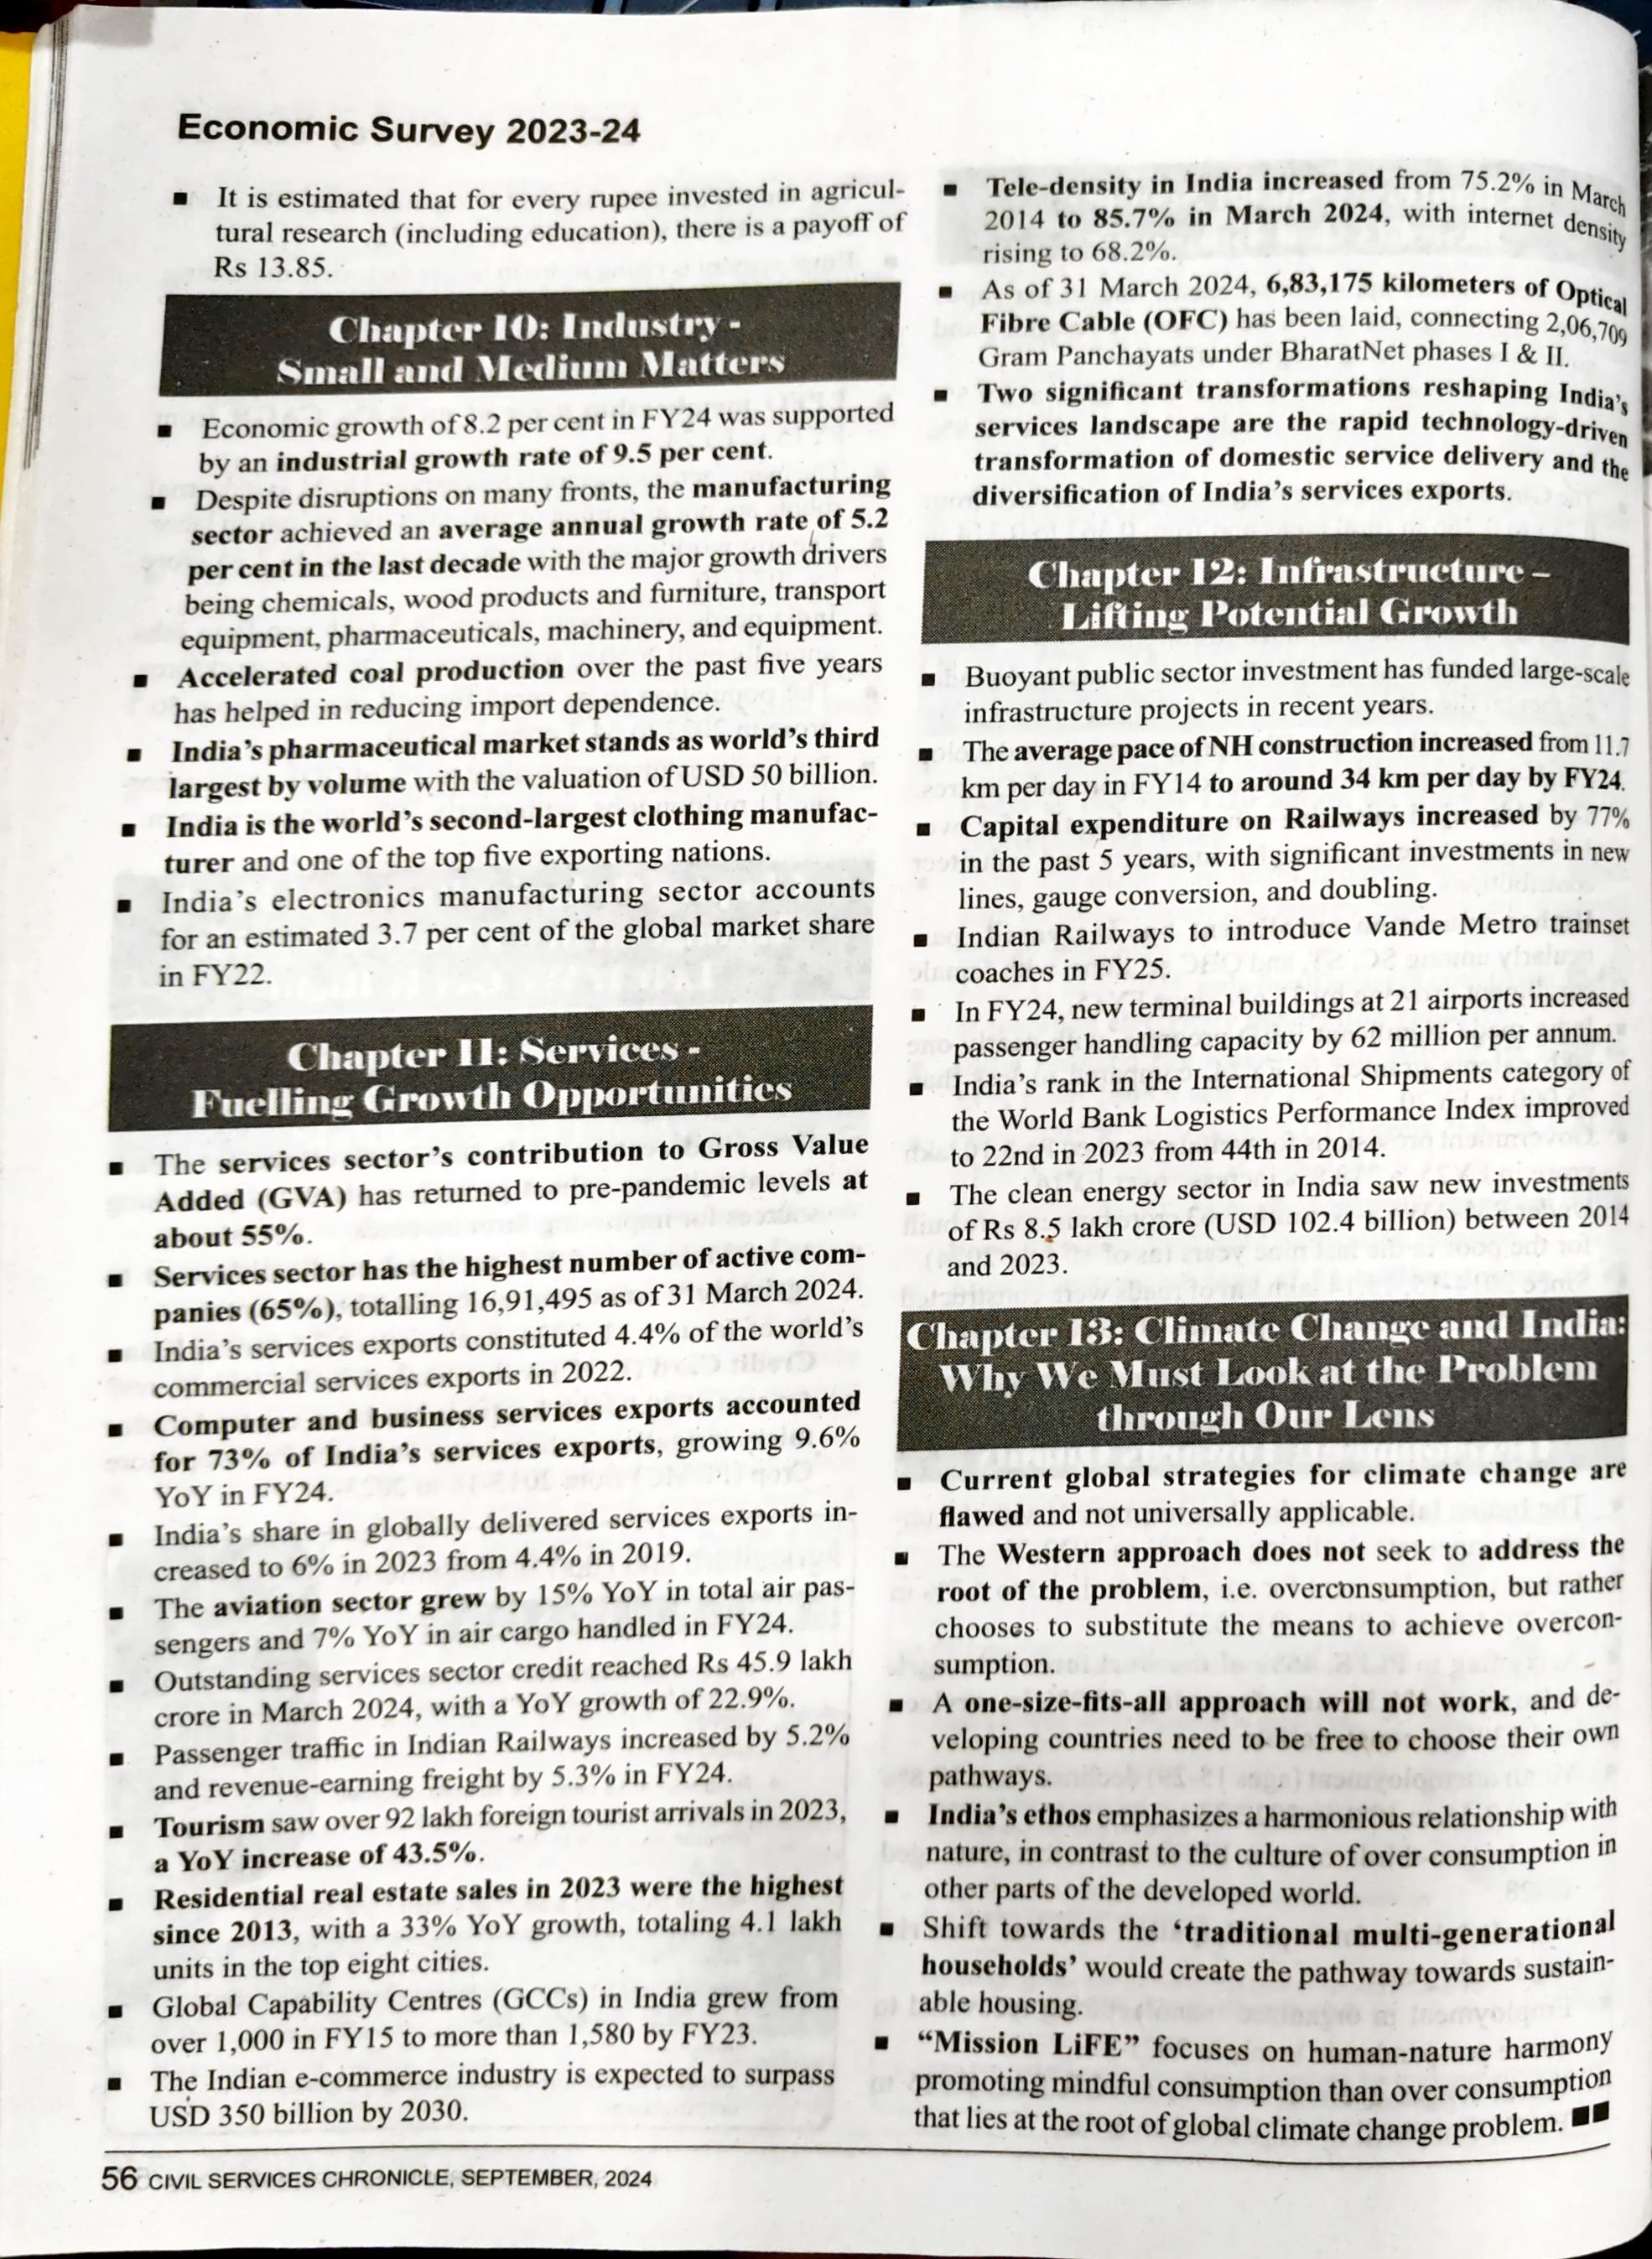 Economic Survey 2023-24
■ It is estimated that for every rupee invested in agricul-
tural research (including education), there is a payoff of
Rs 13.85.
Chapter 10: Industry -
Small and Medium Matters
■ Economic growth of 8.2 per cent in FY24 was supported
by an industrial growth rate of 9.5 per cent.
■ Despite disruptions on many fronts, the manufacturing
sector achieved an average annual growth rate of 5.2
per cent in the last decade with the major growth drivers
being chemicals, wood products and furniture, transport
equipment, pharmaceuticals, machinery, and equipment.
■ Accelerated coal production over the past five years
has helped in reducing import dependence.
■ India's pharmaceutical market stands as world's third
largest by volume with the valuation of USD 50 billion.
■ India is the world's second-largest clothing manufac-
turer and one of the top five exporting nations.
■ India's electronics manufacturing sector accounts
for an estimated 3.7 per cent of the global market share
in FY22.
Chapter 11: Services -
Fuelling Growth Opportunities
■ The services sector's contribution to Gross Value
Added (GVA) has returned to pre-pandemic levels at
about 55%.
■ Services sector has the highest number of active com-
panies (65%), totalling 16,91,495 as of 31 March 2024.
■ India's services exports constituted 4.4% of the world's
commercial services exports in 2022.
■ Computer and business services exports accounted
for 73% of India's services exports, growing 9.6%
YoY in FY24.
■ India's share in globally delivered services exports in-
creased to 6% in 2023 from 4.4% in 2019.
■ The aviation sector grew by 15% YoY in total air pas-
sengers and 7% YoY in air cargo handled in FY24.
■ Outstanding services sector credit reached Rs 45.9 lakh
crore in March 2024, with a YoY growth of 22.9%.
■ Passenger traffic in Indian Railways increased by 5.2%
and revenue-earning freight by 5.3% in FY24.
■ Tourism saw over 92 lakh foreign tourist arrivals in 2023,
a YoY increase of 43.5%.
■ Residential real estate sales in 2023 were the highest
since 2013, with a 33% YoY growth, totaling 4.1 lakh
units in the top eight cities.
■ Global Capability Centres (GCCs) in India grew from
over 1,000 in FY15 to more than 1,580 by FY23.
■ The Indian e-commerce industry is expected to surpass
USD 350 billion by 2030.
■ Tele-density in India increased from 75.2% in March
2014 to 85.7% in March 2024, with internet density
rising to 68.2%.
■ As of 31 March 2024, 6,83,175 kilometers of Optical
Fibre Cable (OFC) has been laid, connecting 2,06,709
Gram Panchayats under BharatNet phases I & II.
■ Two significant transformations reshaping India's
services landscape are the rapid technology-driven
transformation of domestic service delivery and the
diversification of India's services exports.
Chapter 12: Infrastructure –
Lifting Potential Growth
■ Buoyant public sector investment has funded large-scale
infrastructure projects in recent years.
■ The average pace of NH construction increased from 11.7
km per day in FY14 to around 34 km per day by FY24.
■ Capital expenditure on Railways increased by 77%
in the past 5 years, with significant investments in new
lines, gauge conversion, and doubling.
■ Indian Railways to introduce Vande Metro trainset
coaches in FY25.
■ In FY24, new terminal buildings at 21 airports increased
passenger handling capacity by 62 million per annum.
■ India's rank in the International Shipments category of
the World Bank Logistics Performance Index improved
to 22nd in 2023 from 44th in 2014.
■ The clean energy sector in India saw new investments
of Rs 8.5 lakh crore (USD 102.4 billion) between 2014
and 2023.
Chapter 13: Climate Change and India:
Why We Must Look at the Problem
through Our Lens
■ Current global strategies for climate change are
flawed and not universally applicable.
■ The Western approach does not seek to address the
root of the problem, i.e. overconsumption, but rather
chooses to substitute the means to achieve overcon-
sumption.
■ A one-size-fits-all approach will not work, and de-
veloping countries need to be free to choose their own
pathways.
■ India's ethos emphasizes a harmonious relationship with
nature, in contrast to the culture of over consumption in
other parts of the developed world.
■ Shift towards the 'traditional multi-generational
households' would create the pathway towards sustain-
able housing.
■ "Mission LiFE" focuses on human-nature harmony
promoting mindful consumption than over consumption
that lies at the root of global climate change problem. ■■
56 CIVIL SERVICES CHRONICLE, SEPTEMBER, 2024